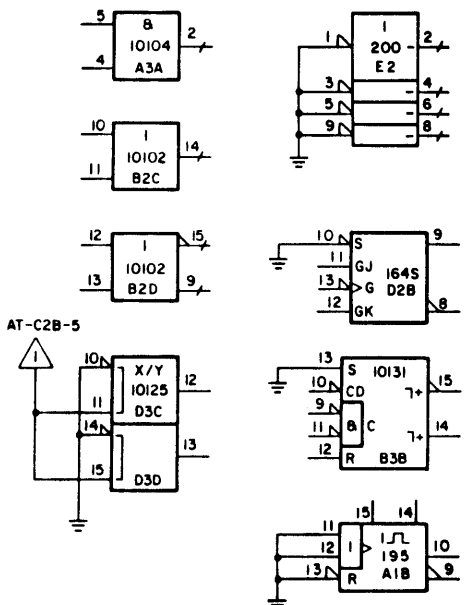 5 &
10104 2
4 A3A
10 1
10102 14
11 B2C
12 1 15
10102
13 B2D 9
AT-C2B-5
1
10 X/Y
10125 12
11 D3C
14
13
15 D3D
1 1
200 2
E2
3 - 4
5 - 6
9 - 8
10 S 9
11 GJ 164S
13 G D2B
12 GK 8
13 S 10131
10 CD 15
9 ¬+
& C
11 ¬+ 14
12 R B3B
15 14
11 1
12 1 195 10
13 R A1B 9